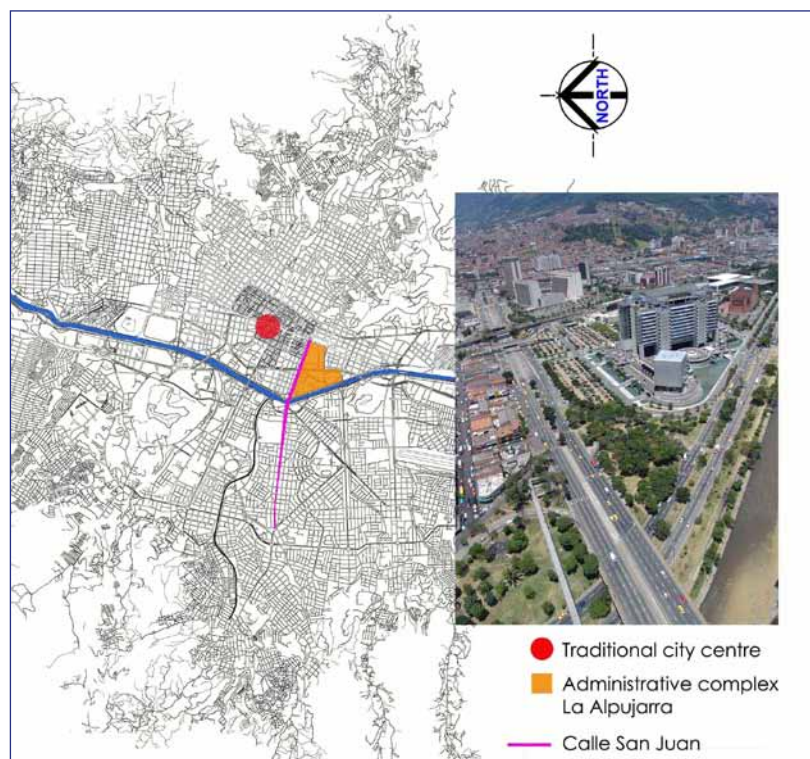 NORTH
Traditional city centre
Administrative complex
La Alpujarra
Calle San Juan